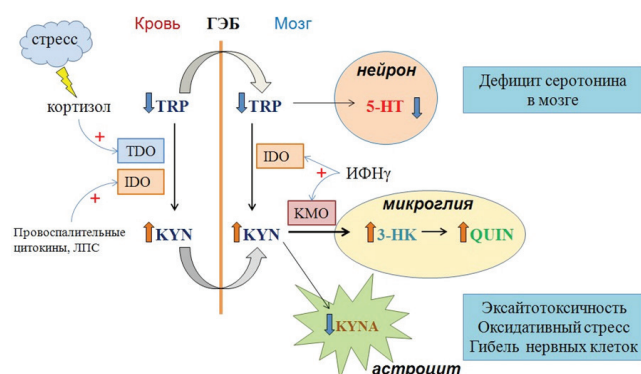 Кровь ГЭБ Мозг
стресс
нейрон
Дефицит серотонина
в мозге
кортизол
TRP
TRP
5-HT
+
TDO
IDO
IDO
+
ИФНγ
+
KMO
микроглия
Провоспалительные
цитокины, ЛПС
KYN
KYN
3-HK
QUIN
KYNA
астроцит
Эксайтотоксичность
Оксидативный стресс
Гибель нервных клеток